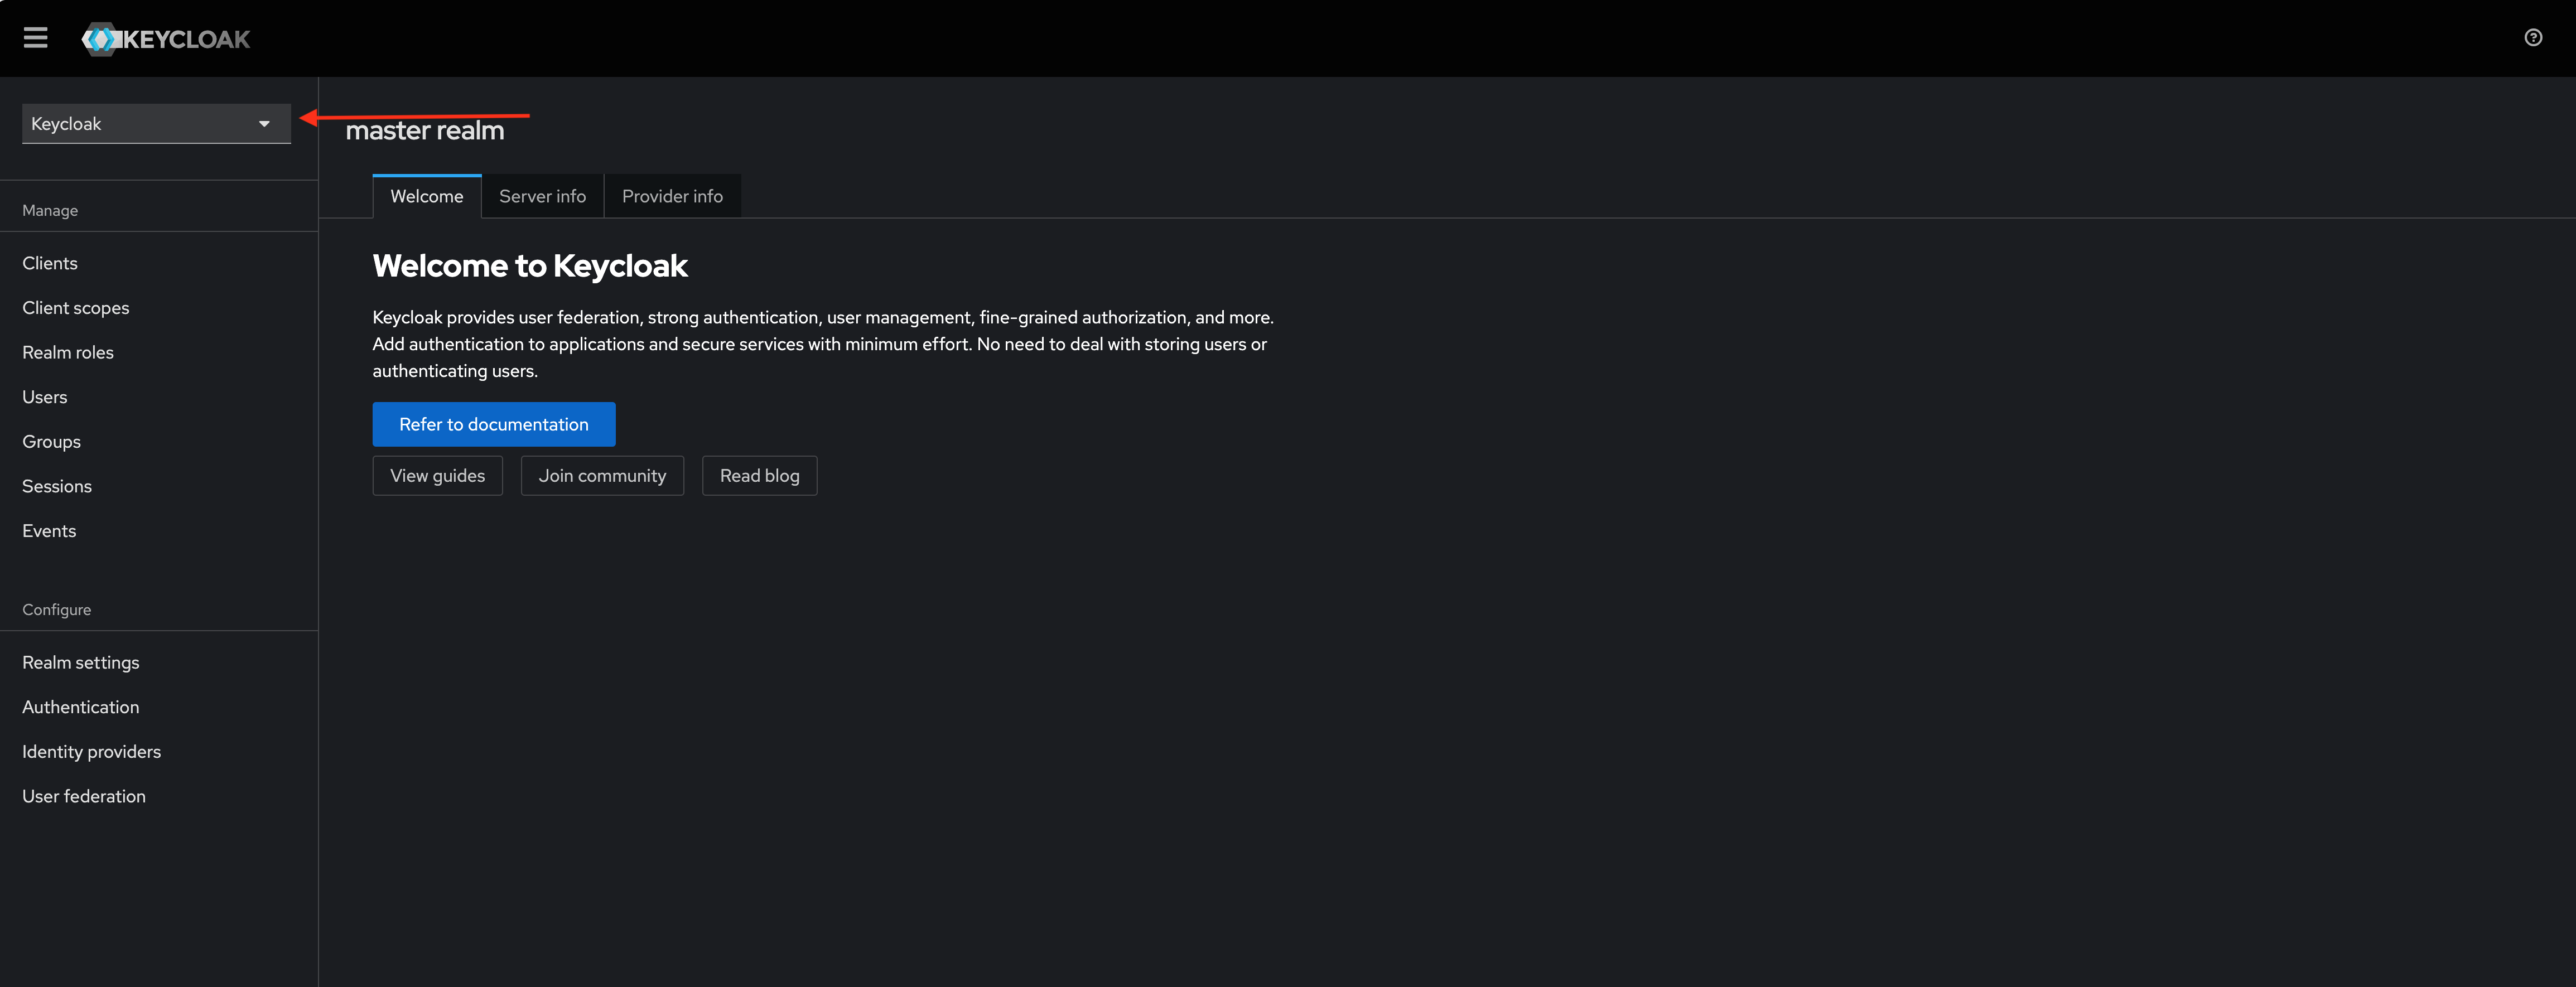 KEYCLOAK
Keycloak
master realm
Manage
Clients
Client scopes
Realm roles
Users
Groups
Sessions
Events
Configure
Realm settings
Authentication
Identity providers
User federation
Welcome
Server info
Provider info
Welcome to Keycloak
Keycloak provides user federation, strong authentication, user management, fine-grained authorization, and more.
Add authentication to applications and secure services with minimum effort. No need to deal with storing users or
authenticating users.
Refer to documentation
View guides
Join community
Read blog